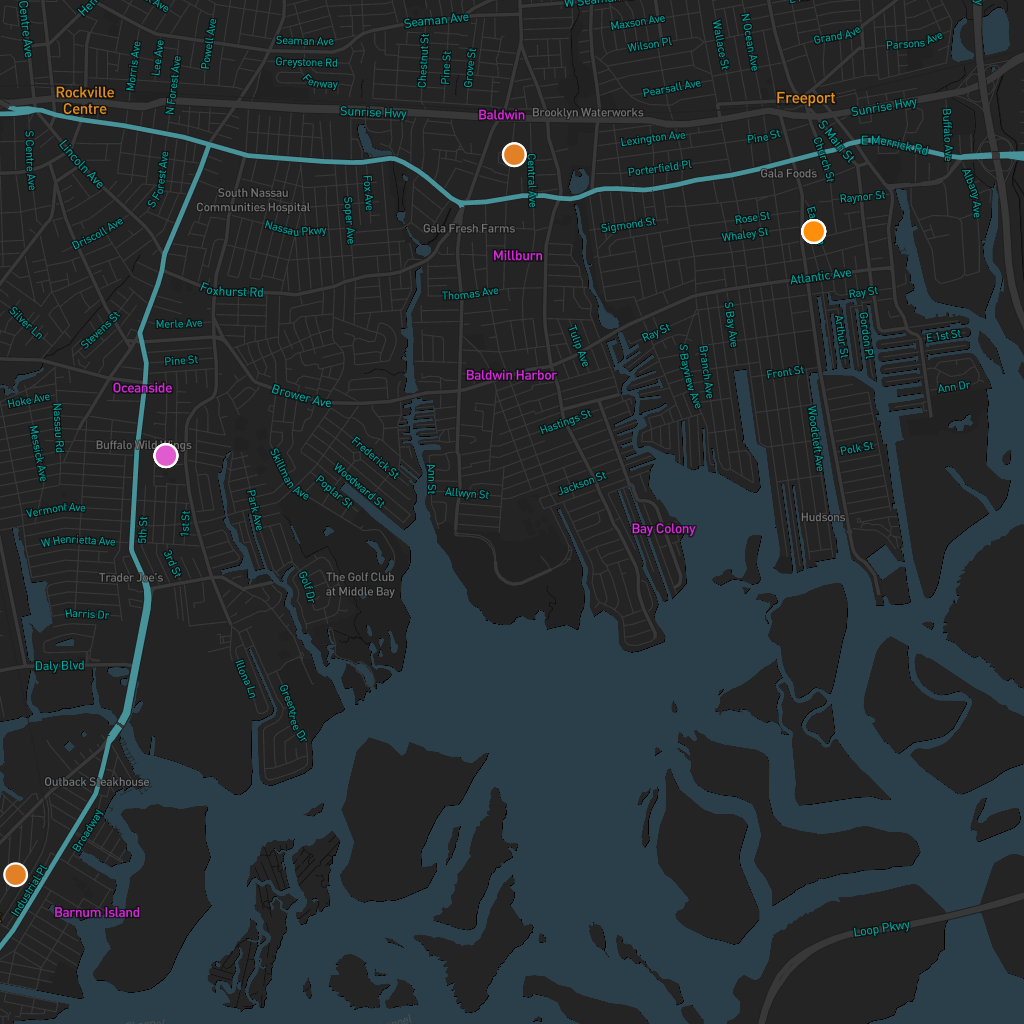 W Seaman
Maxson Ave
Centre Ave
Seaman Ave
N Ocean Ave
Wallace St
Grand Ave
Parsons Ave
Powell Ave
Lee Ave
Morris Ave
N Forest Ave
Seaman Ave
Greystone Rd
Fenway
Chestnut St
Pine St
Grove St
Wilson Pl
Pearsall Ave
Rockville
Centre
Freeport
Sunrise Hwy
Baldwin
Brooklyn Waterworks
Sunrise Hwy
Buffalo Ave
S Main St
Church St
E Merrick Rd
Lexington Ave
Pine St
Porterfield Pl
Gala Foods
Central Ave
Albany Ave
S Centre Ave
Lincoln Ave
S Forest Ave
Fox Ave
Soper Ave
South Nassau
Communities Hospital
Raynor St
Rose St
Whaley St
Sigmond St
Driscoll Ave
Nassau Pkwy
Gala Fresh Farms
Millburn
Foxhurst Rd
Thomas Ave
Atlantic Ave
Ray St
Silver Ln
Stevens St
Merle Ave
Tulip Ave
Ray St
S Bay Ave
Arthur St
Gordon Pl
E 1st St
Pine St
S Bayview Ave
Branch Ave
Front St
Baldwin Harbor
Oceanside
Ann Dr
Brower Ave
Hoke Ave
Nassau Rd
Messick Ave
Hastings St
Woodcleft Ave
Polk St
Buffalo Wild Wings
Frederick St
Woodward St
Poplar St
Skillman Ave
Ann St
Allwyn St
Jackson St
Park Ave
Vermont Ave
5th St
1st St
Hudsons
Bay Colony
W Henrietta Ave
3rd St
Trader Joe's
Golf Dr
The Golf Club
at Middle Bay
Harris Dr
Daly Blvd
Illona Ln
Greentree Dr
Outback Steakhouse
Broadway
Industrial Pl
Barnum Island
Loop Pkwy